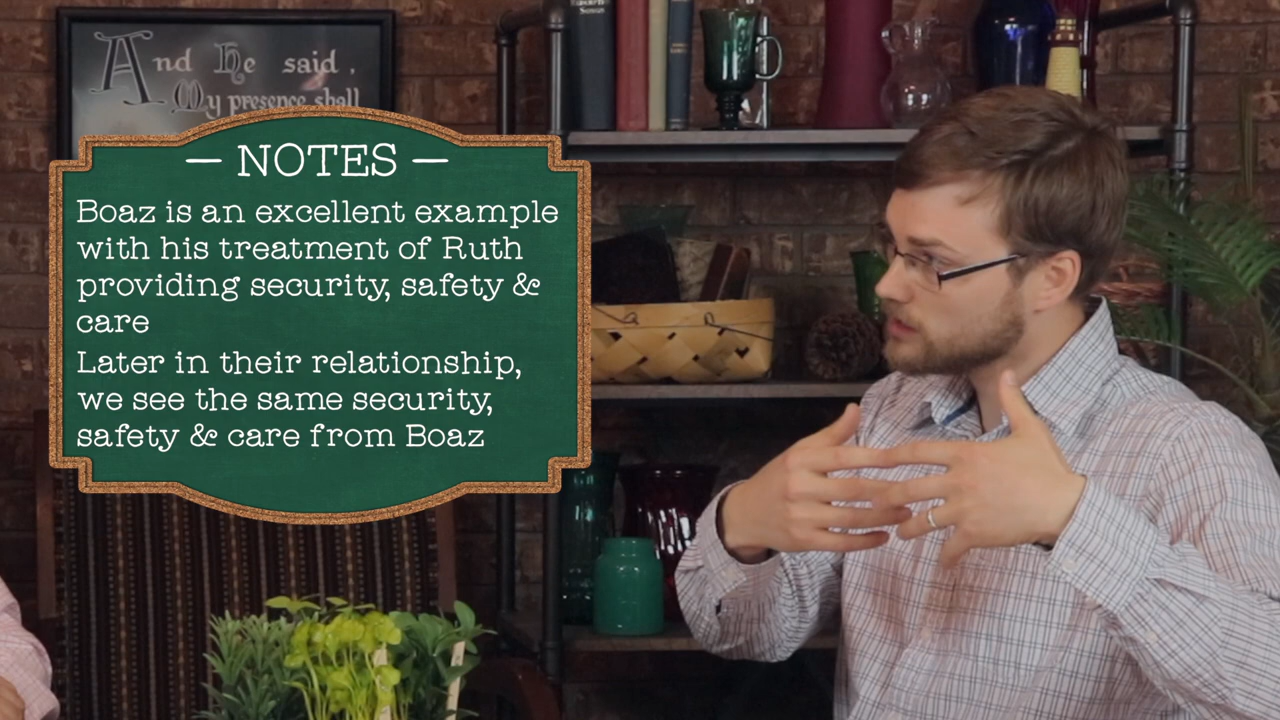 And He said,
My presence shall
— NOTES —
Boaz is an excellent example
with his treatment of Ruth
providing security, safety &
care
Later in their relationship,
we see the same security,
safety & care from Boaz